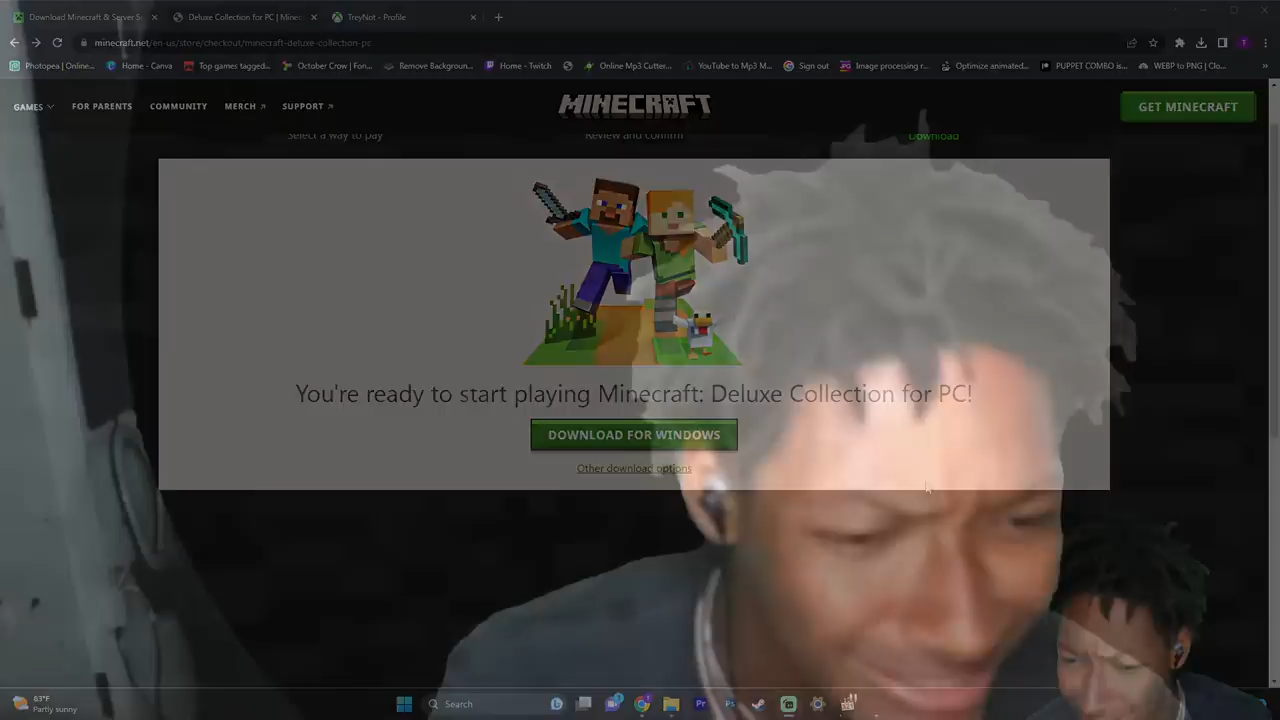 Download Minecraft & Server S
Deluxe Collection for PC | Minec
TreyNot - Profile
minecraft.net/en-us/store/checkout/minecraft-deluxe-collection-pc
Photopea | Online...
Home - Canva
Top games tagged...
October Crow | Fon...
Remove Backgroun...
Home - Twitch
Online Mp3 Cutter...
YouTube to Mp3 M...
Sign out
Image processing r...
Optimize animated...
PUPPET COMBO is...
WEBP to PNG | Clo...
GAMES
FOR PARENTS
COMMUNITY
MERCH
SUPPORT
MINECRAFT
GET MINECRAFT
Select a way to pay
Review and confirm
Download
You're ready to start playing Minecraft: Deluxe Collection for PC!
DOWNLOAD FOR WINDOWS
Other download options
83°F
Partly sunny
Search